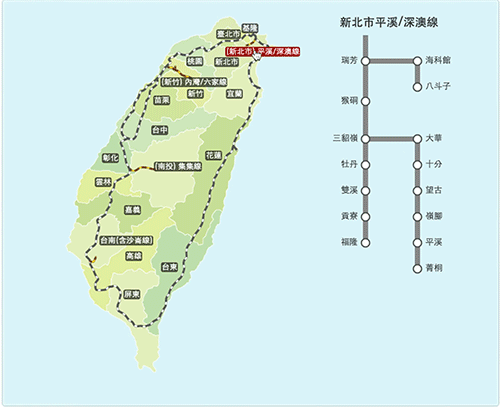 新北市平溪/深澳線
基隆
臺北市
[新北市] 平溪/深澳線
桃園
新北市
[新竹] 內灣/六家線
新竹
宜蘭
苗栗
台中
彰化
花蓮
[南投] 集集線
雲林
嘉義
台南(含沙崙線)
高雄
台東
屏東
瑞芳
海科館
八斗子
猴硐
三貂嶺
大華
牡丹
十分
雙溪
望古
貢寮
嶺腳
福隆
平溪
菁桐